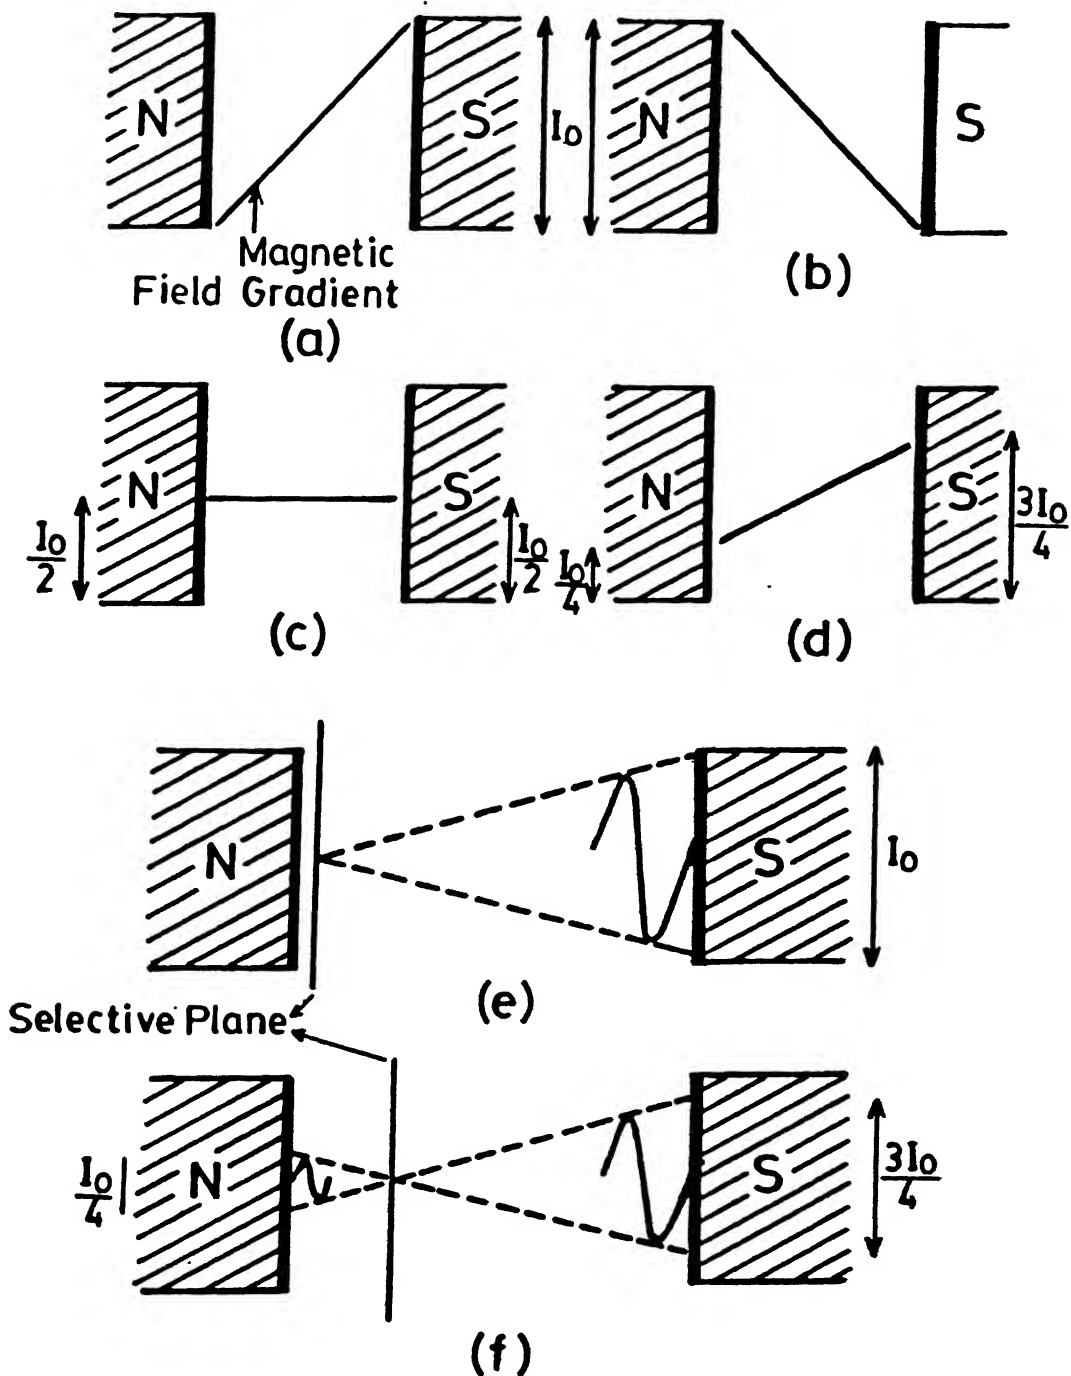 N
S
I₀
N
S
Magnetic
Field Gradient
(a)
(b)
N
S
I₀/2
I₀/2
(c)
N
S
I₀/4
3I₀/4
(d)
N
S
I₀
(e)
Selective Plane
N
S
I₀/4
3I₀/4
(f)